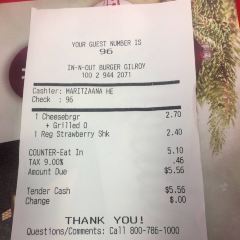 YOUR GUEST NUMBER IS
96
IN-N-OUT BURGER GILROY
100 2 944 2071
Cashier: MARITZAANA HE
Check : 96
1 Cheesebrgr 2.70
+ Grilled O
1 Reg Strawberry Shk 2.40
COUNTER-Eat In 5.10
TAX 9.00% .46
Amount Due $5.56
Tender Cash $5.56
Change $.00
THANK YOU!
Questions/Comments: Call 800-786-1000